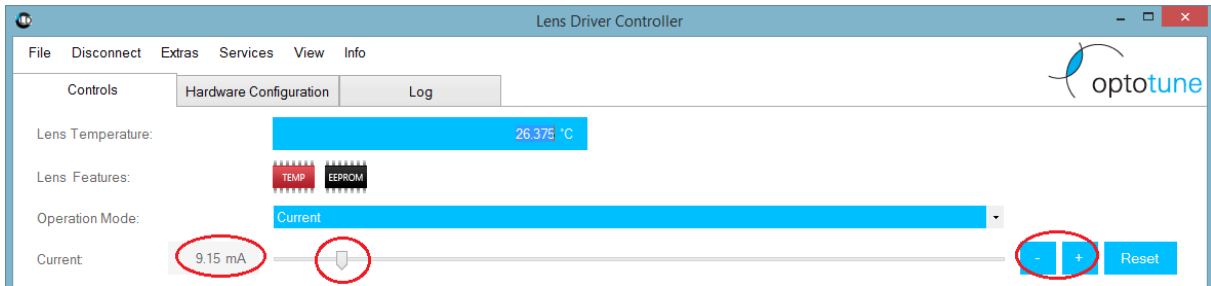 Lens Driver Controller
File Disconnect Extras Services View Info
optotune
Controls Hardware Configuration Log
Lens Temperature: 26.375 °C
Lens Features: TEMP EEPROM
Operation Mode: Current
Current: 9.15 mA - + Reset